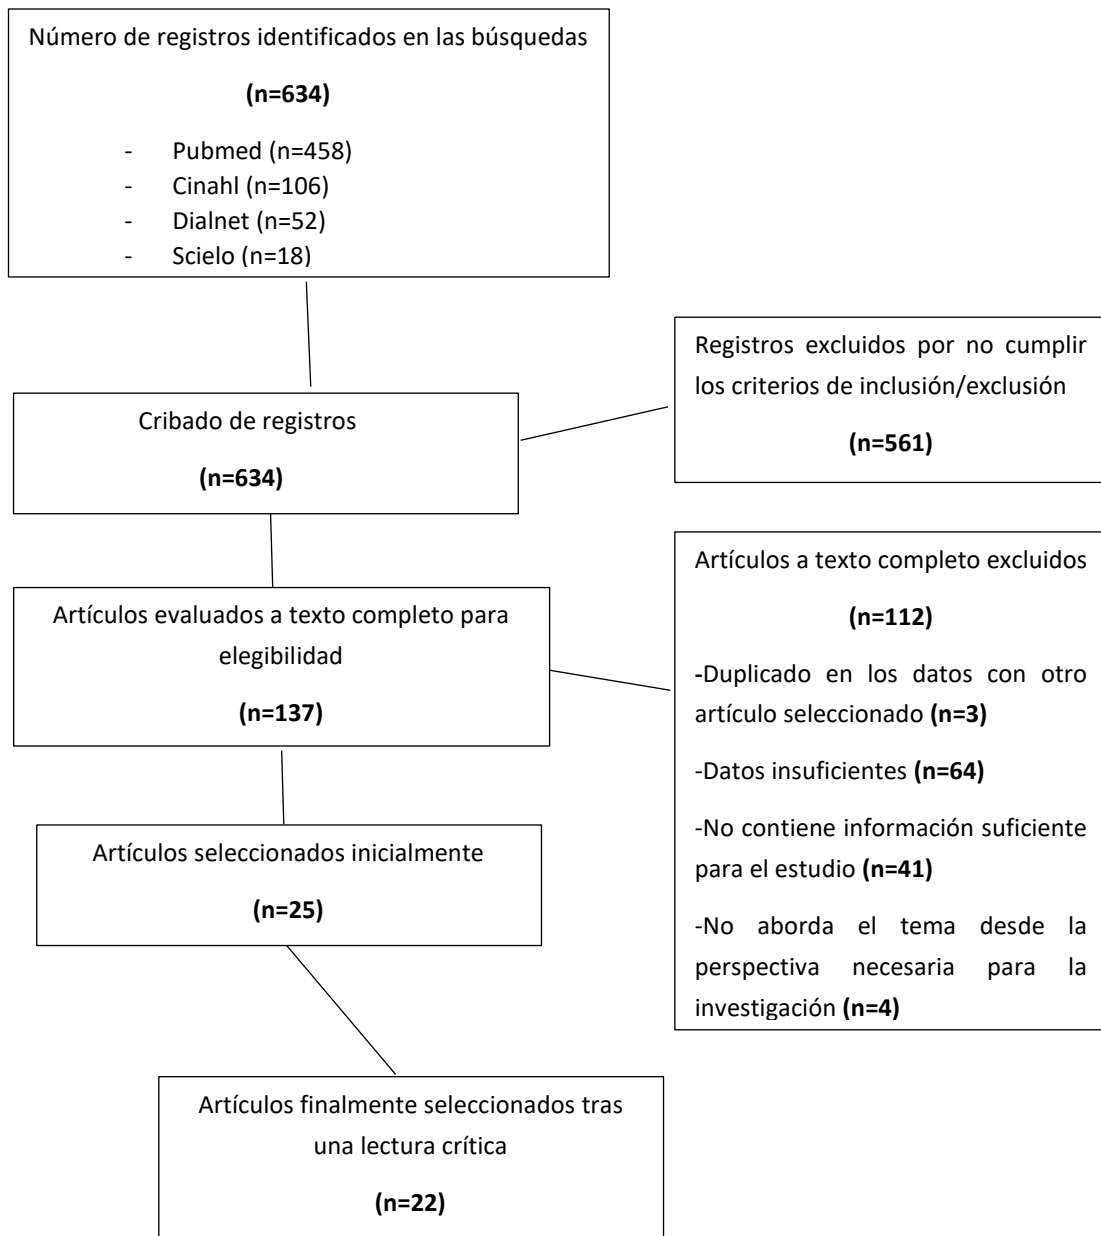 Número de registros identificados en las búsquedas
(n=634)
- Pubmed (n=458)
- Cinahl (n=106)
- Dialnet (n=52)
- Scielo (n=18)
Cribado de registros
(n=634)
Registros excluidos por no cumplir
los criterios de inclusión/exclusión
(n=561)
Artículos evaluados a texto completo para
elegibilidad
(n=137)
Artículos a texto completo excluidos
(n=112)
-Duplicado en los datos con otro
artículo seleccionado (n=3)
-Datos insuficientes (n=64)
-No contiene información suficiente
para el estudio (n=41)
-No aborda el tema desde la
perspectiva necesaria para la
investigación (n=4)
Artículos seleccionados inicialmente
(n=25)
Artículos finalmente seleccionados tras
una lectura crítica
(n=22)